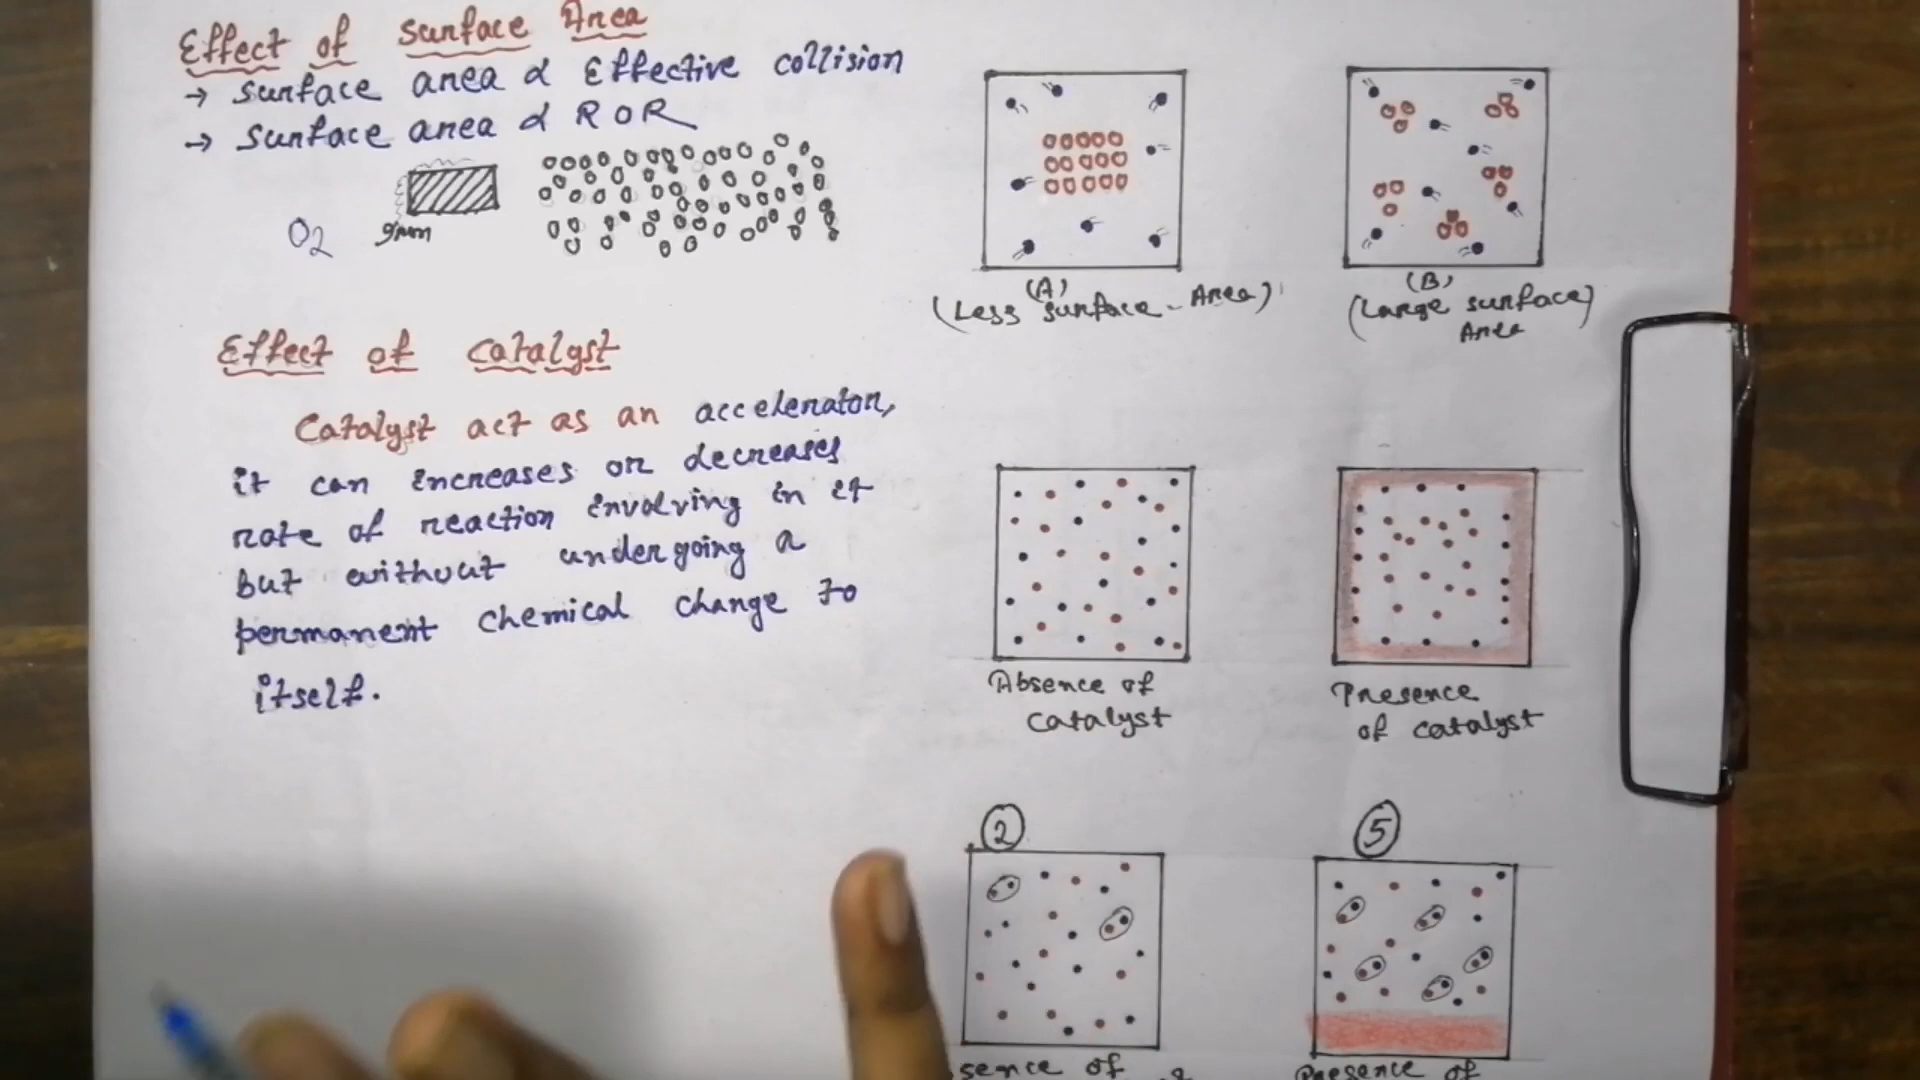 Effect of surface Area
→ surface area α Effective collision
→ surface area α ROR
O2
9mm
(A)
(Less surface - Area)
(B)
(Large surface)
Area
Effect of catalyst
Catalyst act as an accelerator,
it can increases or decreases
rate of reaction involving in it
but without undergoing a
permanent chemical change to
itself.
Absence of
catalyst
Presence
of catalyst
2
5
sence of
Presence of